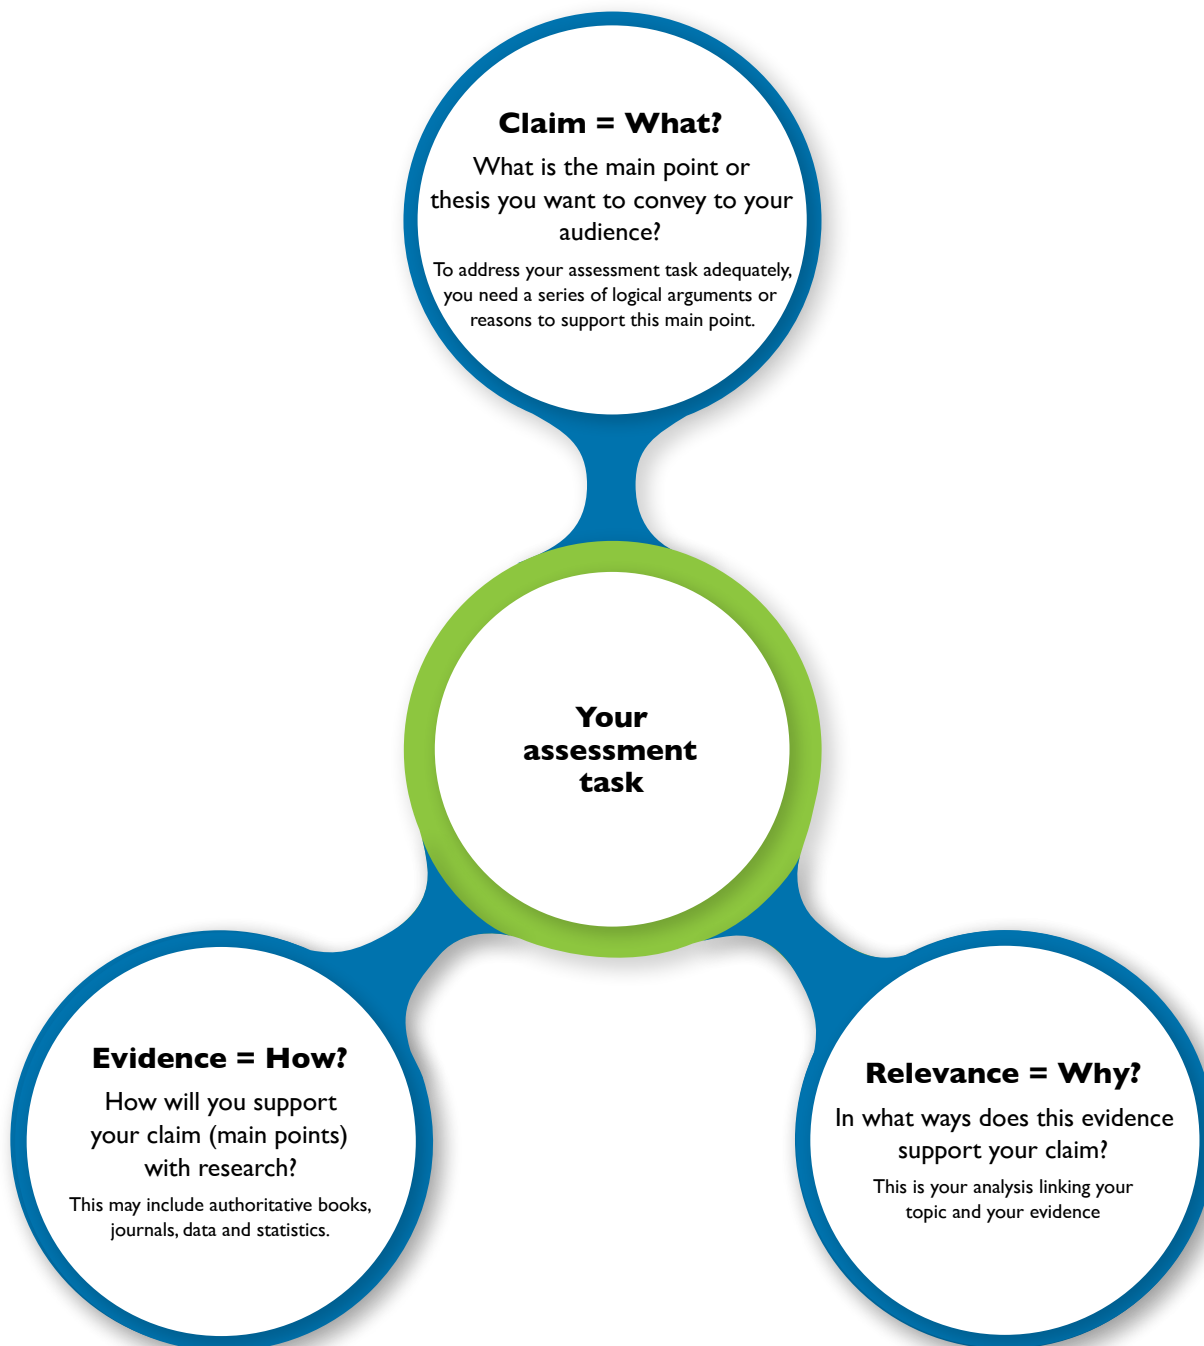 Claim = What?
What is the main point or
thesis you want to convey to your
audience?
To address your assessment task adequately,
you need a series of logical arguments or
reasons to support this main point.
Your
assessment
task
Evidence = How?
How will you support
your claim (main points)
with research?
This may include authoritative books,
journals, data and statistics.
Relevance = Why?
In what ways does this evidence
support your claim?
This is your analysis linking your
topic and your evidence